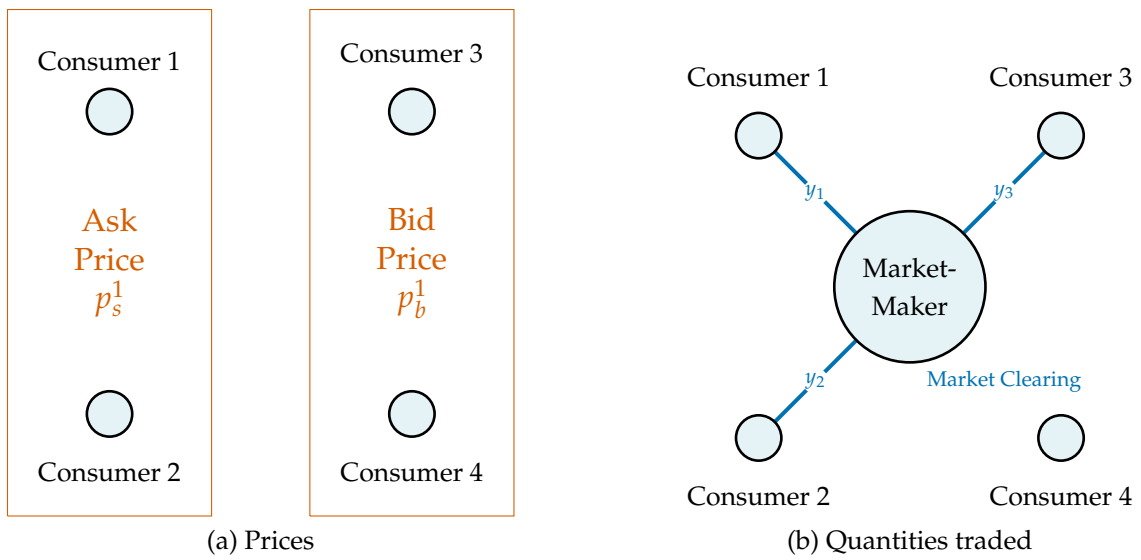 Consumer 1
Ask
Price
p_s^1
Consumer 2
Consumer 3
Bid
Price
p_b^1
Consumer 4
(a) Prices
Consumer 1
Consumer 3
y_1
y_3
Market-
Maker
y_2
Market Clearing
Consumer 2
Consumer 4
(b) Quantities traded